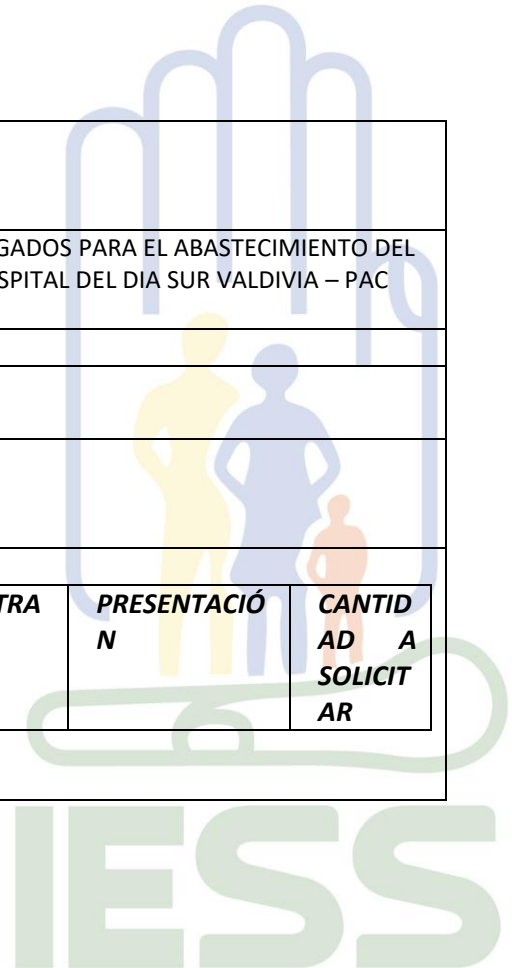 GADOS PARA EL ABASTECIMIENTO DEL
SPITAL DEL DIA SUR VALDIVIA – PAC
TRA
PRESENTACIÓ
N
CANTID
AD A
SOLICIT
AR
IESS